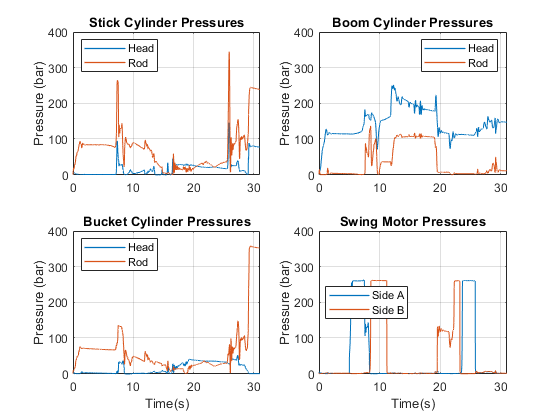 Stick Cylinder Pressures
400
300
200
100
0
Pressure (bar)
Head
Rod
0
10
20
30
Boom Cylinder Pressures
400
300
200
100
0
Pressure (bar)
Head
Rod
0
10
20
30
Bucket Cylinder Pressures
400
300
200
100
0
Pressure (bar)
Head
Rod
0
10
20
30
Time(s)
Swing Motor Pressures
400
300
200
100
0
Pressure (bar)
Side A
Side B
0
10
20
30
Time(s)